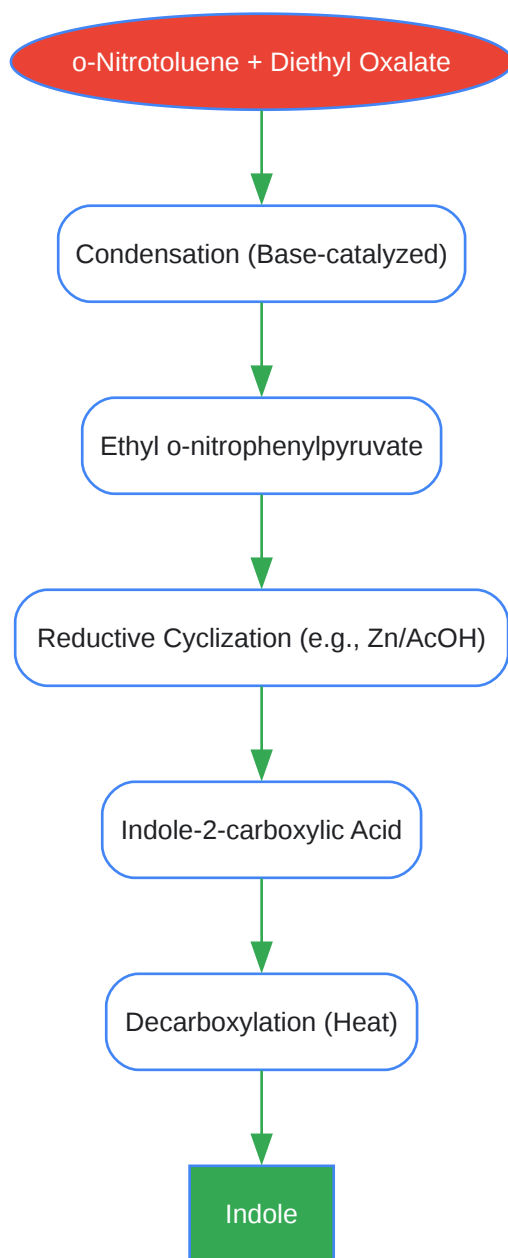 o-Nitrotoluene + Diethyl Oxalate
Condensation (Base-catalyzed)
Ethyl o-nitrophenylpyruvate
Reductive Cyclization (e.g., Zn/AcOH)
Indole-2-carboxylic Acid
Decarboxylation (Heat)
Indole